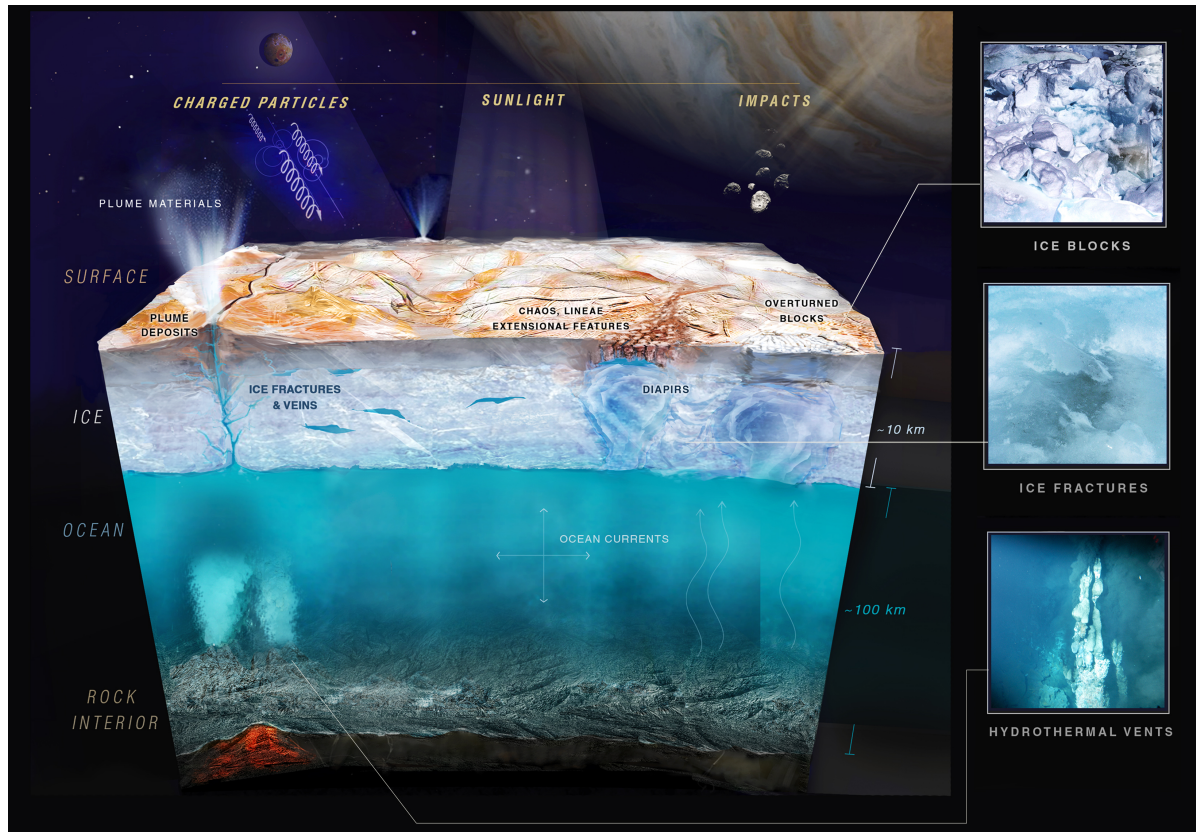 CHARGED PARTICLES
SUNLIGHT
IMPACTS
PLUME MATERIALS
SURFACE
PLUME
DEPOSITS
CHAOS, LINEAE
EXTENSIONAL FEATURES
OVERTURNED
BLOCKS
ICE BLOCKS
ICE
ICE FRACTURES
& VEINS
DIAPIRS
~10 km
ICE FRACTURES
OCEAN
OCEAN CURRENTS
~100 km
ROCK
INTERIOR
HYDROTHERMAL VENTS